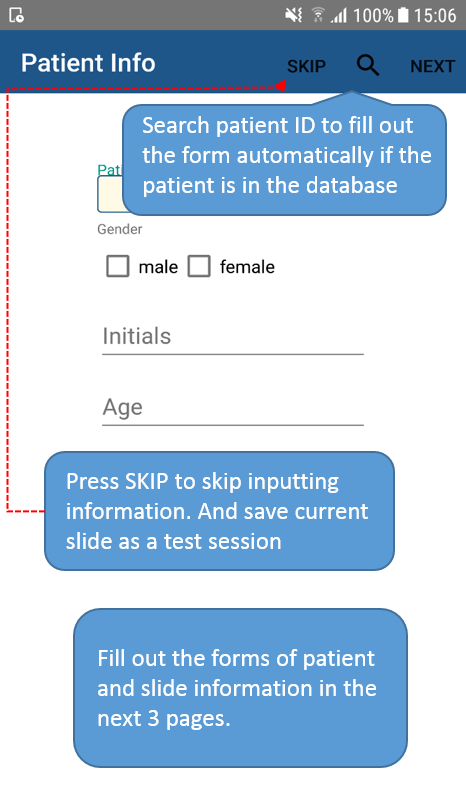 100% 15:06
Patient Info SKIP NEXT
Search patient ID to fill out
the form automatically if the
patient is in the database
Gender
male female
Initials
Age
Press SKIP to skip inputting
information. And save current
slide as a test session
Fill out the forms of patient
and slide information in the
next 3 pages.